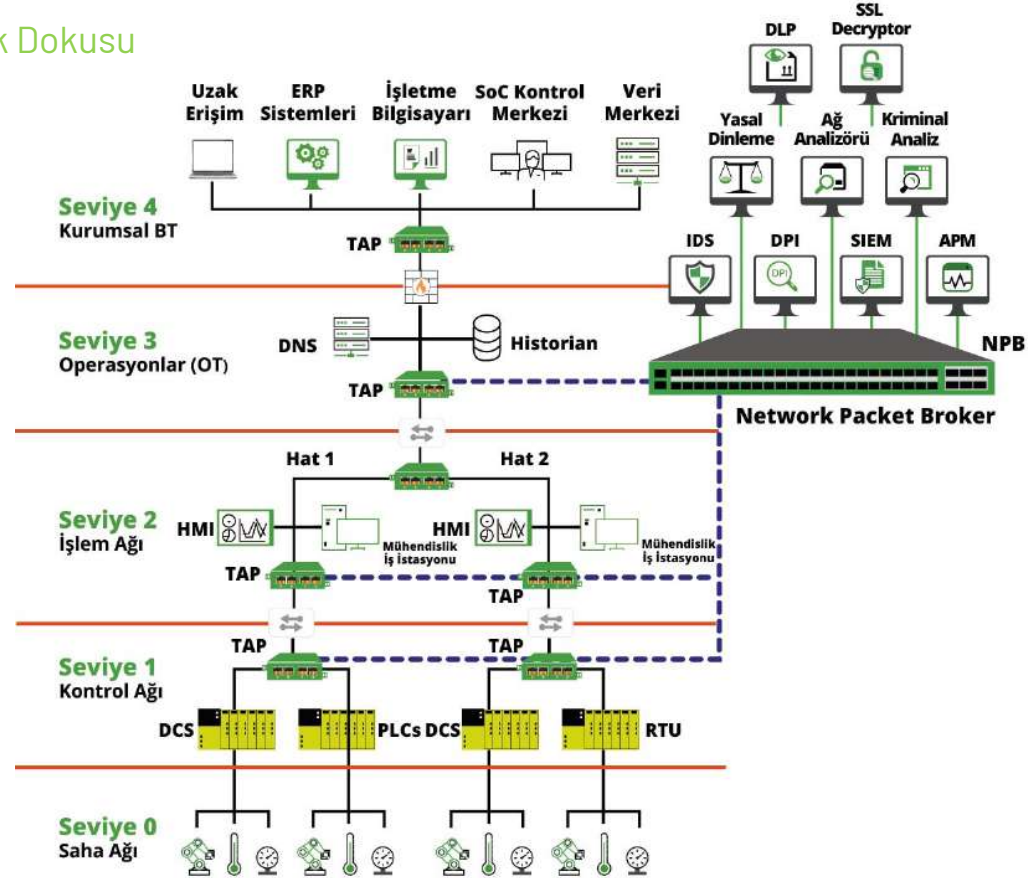 k Dokusu
DLP
SSL
Decryptor
Uzak
Erişim
ERP
Sistemleri
İşletme
Bilgisayarı
SoC Kontrol
Merkezi
Veri
Merkezi
Yasal
Dinleme
Ağ
Analizörü
Kriminal
Analiz
Seviye 4
Kurumsal BT
TAP
IDS
DPI
SIEM
APM
DPI
Seviye 3
Operasyonlar (OT)
DNS
Historian
NPB
TAP
Network Packet Broker
Hat 1
Hat 2
Seviye 2
İşlem Ağı
HMI
Mühendislik
İş İstasyonu
HMI
Mühendislik
İş İstasyonu
TAP
TAP
TAP
TAP
Seviye 1
Kontrol Ağı
DCS
PLCs
DCS
RTU
Seviye 0
Saha Ağı